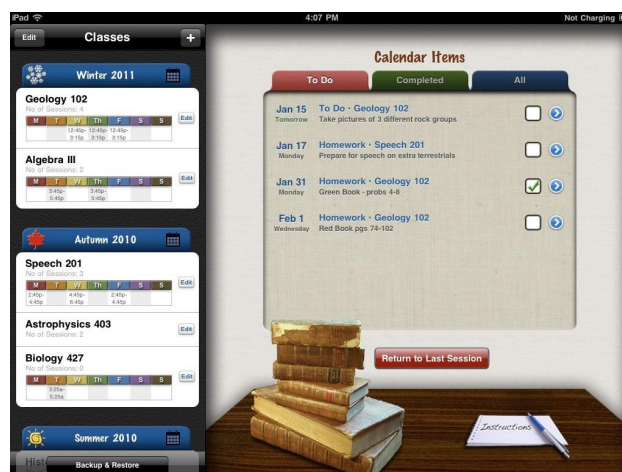 iPad 4:07 PM Not Charging
Edit Classes +
Winter 2011
Geology 102
No of Sessions: 4
M T W Th F S S
Edit
12:45p- 12:45p- 12:45p-
3:15p 3:15p 3:15p
Algebra III
No of Sessions: 2
M T W Th F S S
Edit
3:45p- 3:45p-
5:45p 5:45p
Autumn 2010
Speech 201
No of Sessions: 3
M T W Th F S S
Edit
2:45p- 4:45p- 2:45p-
4:45p 6:45p 4:45p
Astrophysics 403
No of Sessions: 2
Edit
Biology 427
No of Sessions: 0
M T W Th F S S
Edit
3:25a-
5:25a
Summer 2010
Backup & Restore
Calendar Items
To Do Completed All
Jan 15 To Do · Geology 102
Tomorrow Take pictures of 3 different rock groups
Jan 17 Homework · Speech 201
Monday Prepare for speech on extra terrestrials
Jan 31 Homework · Geology 102
Monday Green Book - probs 4-8
Feb 1 Homework · Geology 102
Wednesday Red Book pgs 74-102
Return to Last Session
Instructions